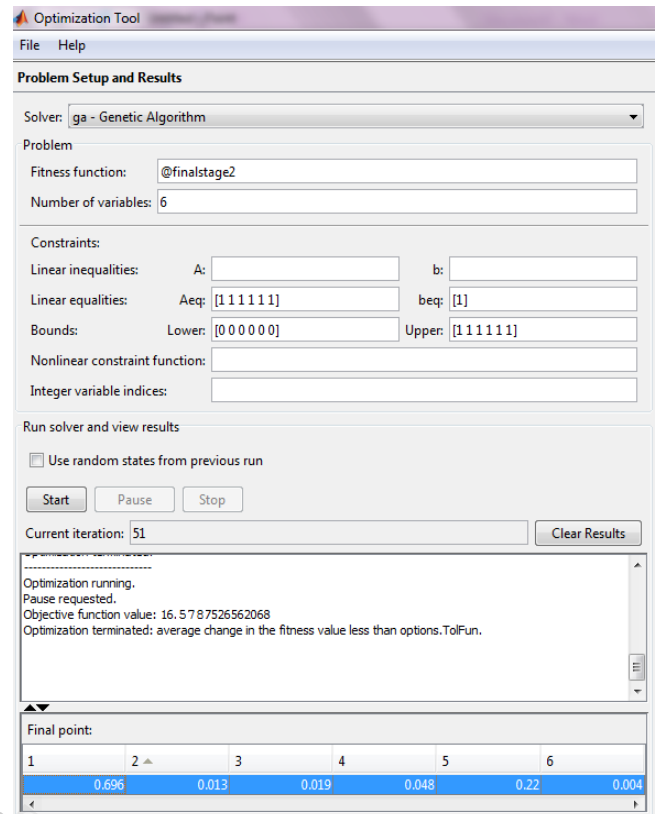 Optimization Tool
File Help
Problem Setup and Results
Solver: ga - Genetic Algorithm
Problem
Fitness function: @finalstage2
Number of variables: 6
Constraints:
Linear inequalities: A: b:
Linear equalities: Aeq: [1 1 1 1 1 1] beq: [1]
Bounds: Lower: [0 0 0 0 0 0] Upper: [1 1 1 1 1 1]
Nonlinear constraint function:
Integer variable indices:
Run solver and view results
Use random states from previous run
Start Pause Stop
Current iteration: 51 Clear Results
Optimization running.
Pause requested.
Objective function value: 16.5787526562068
Optimization terminated: average change in the fitness value less than options.TolFun.
Final point:
1 2 3 4 5 6
0.696 0.013 0.019 0.048 0.22 0.004